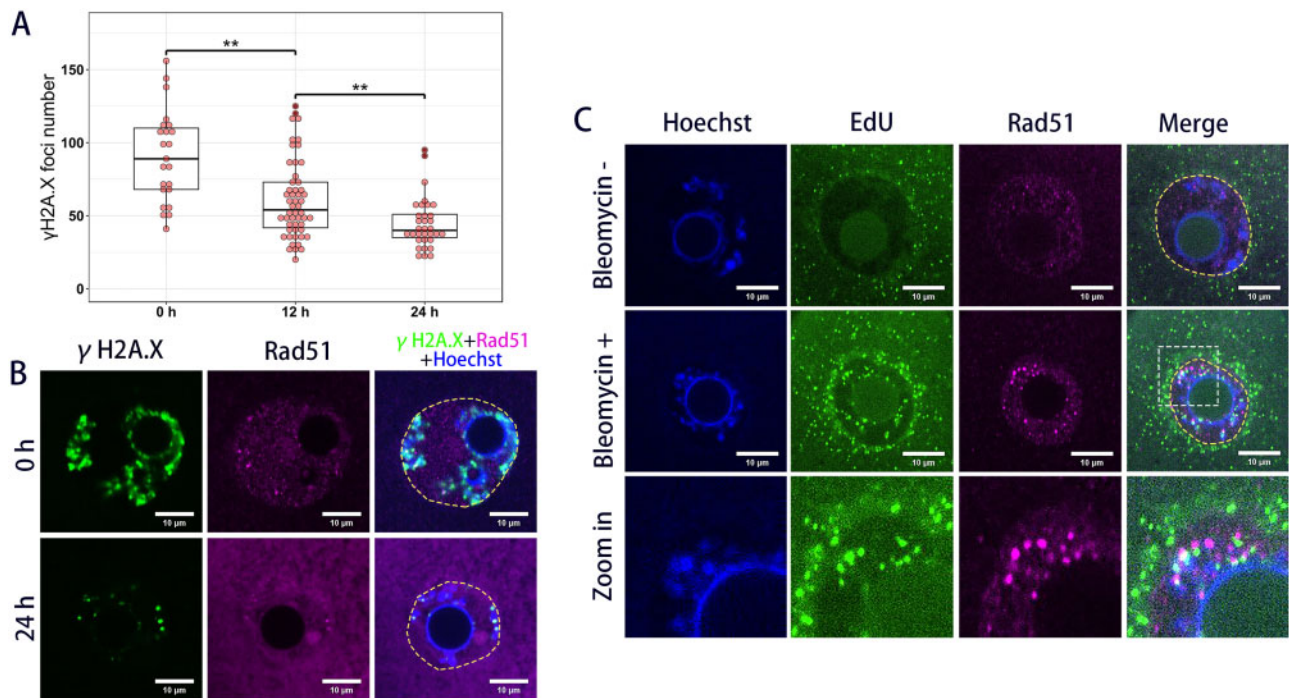 A
γH2A.X foci number
150
100
50
0
**
**
0 h
12 h
24 h
B
γ H2A.X
Rad51
γ H2A.X+Rad51
+Hoechst
0 h
10 μm
10 μm
10 μm
24 h
10 μm
10 μm
10 μm
C
Hoechst
EdU
Rad51
Merge
Bleomycin -
10 μm
10 μm
10 μm
10 μm
Bleomycin +
10 μm
10 μm
10 μm
10 μm
Zoom in